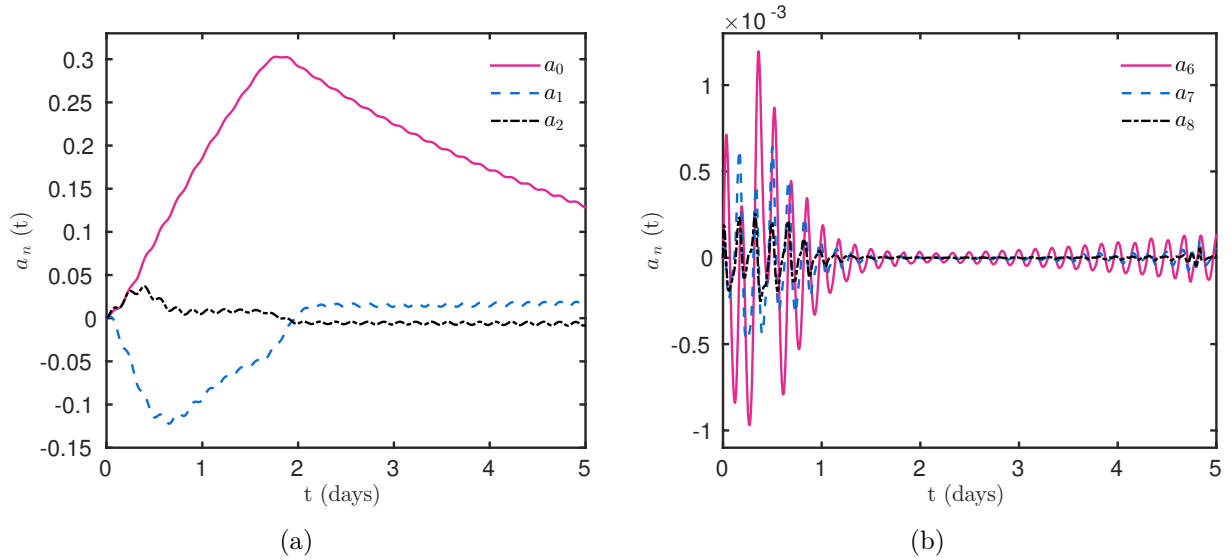 0.3
0.25
0.2
0.15
0.1
0.05
0
-0.05
-0.1
-0.15
a_n (t)
a_0
a_1
a_2
0 1 2 3 4 5
t (days)
(a)
×10^-3
1
0.5
0
-0.5
-1
a_n (t)
a_6
a_7
a_8
0 1 2 3 4 5
t (days)
(b)